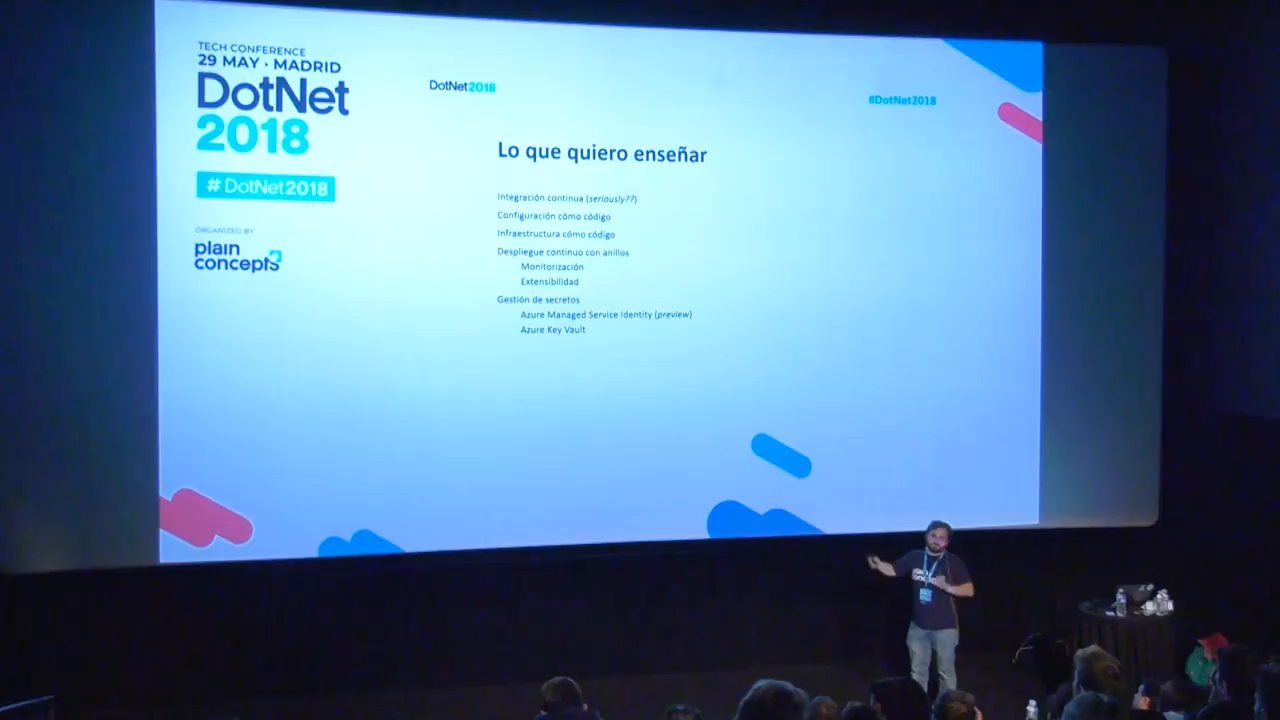 TECH CONFERENCE
29 MAY · MADRID
DotNet
2018
#DotNet2018
ORGANIZED BY
plain
concepts
DotNet2018
#DotNet2018
Lo que quiero enseñar
Integración continua (seriously??)
Configuración cómo código
Infraestructura cómo código
Despliegue continuo con anillos
Monitorización
Extensibilidad
Gestión de secretos
Azure Managed Service Identity (preview)
Azure Key Vault
plain
concepts